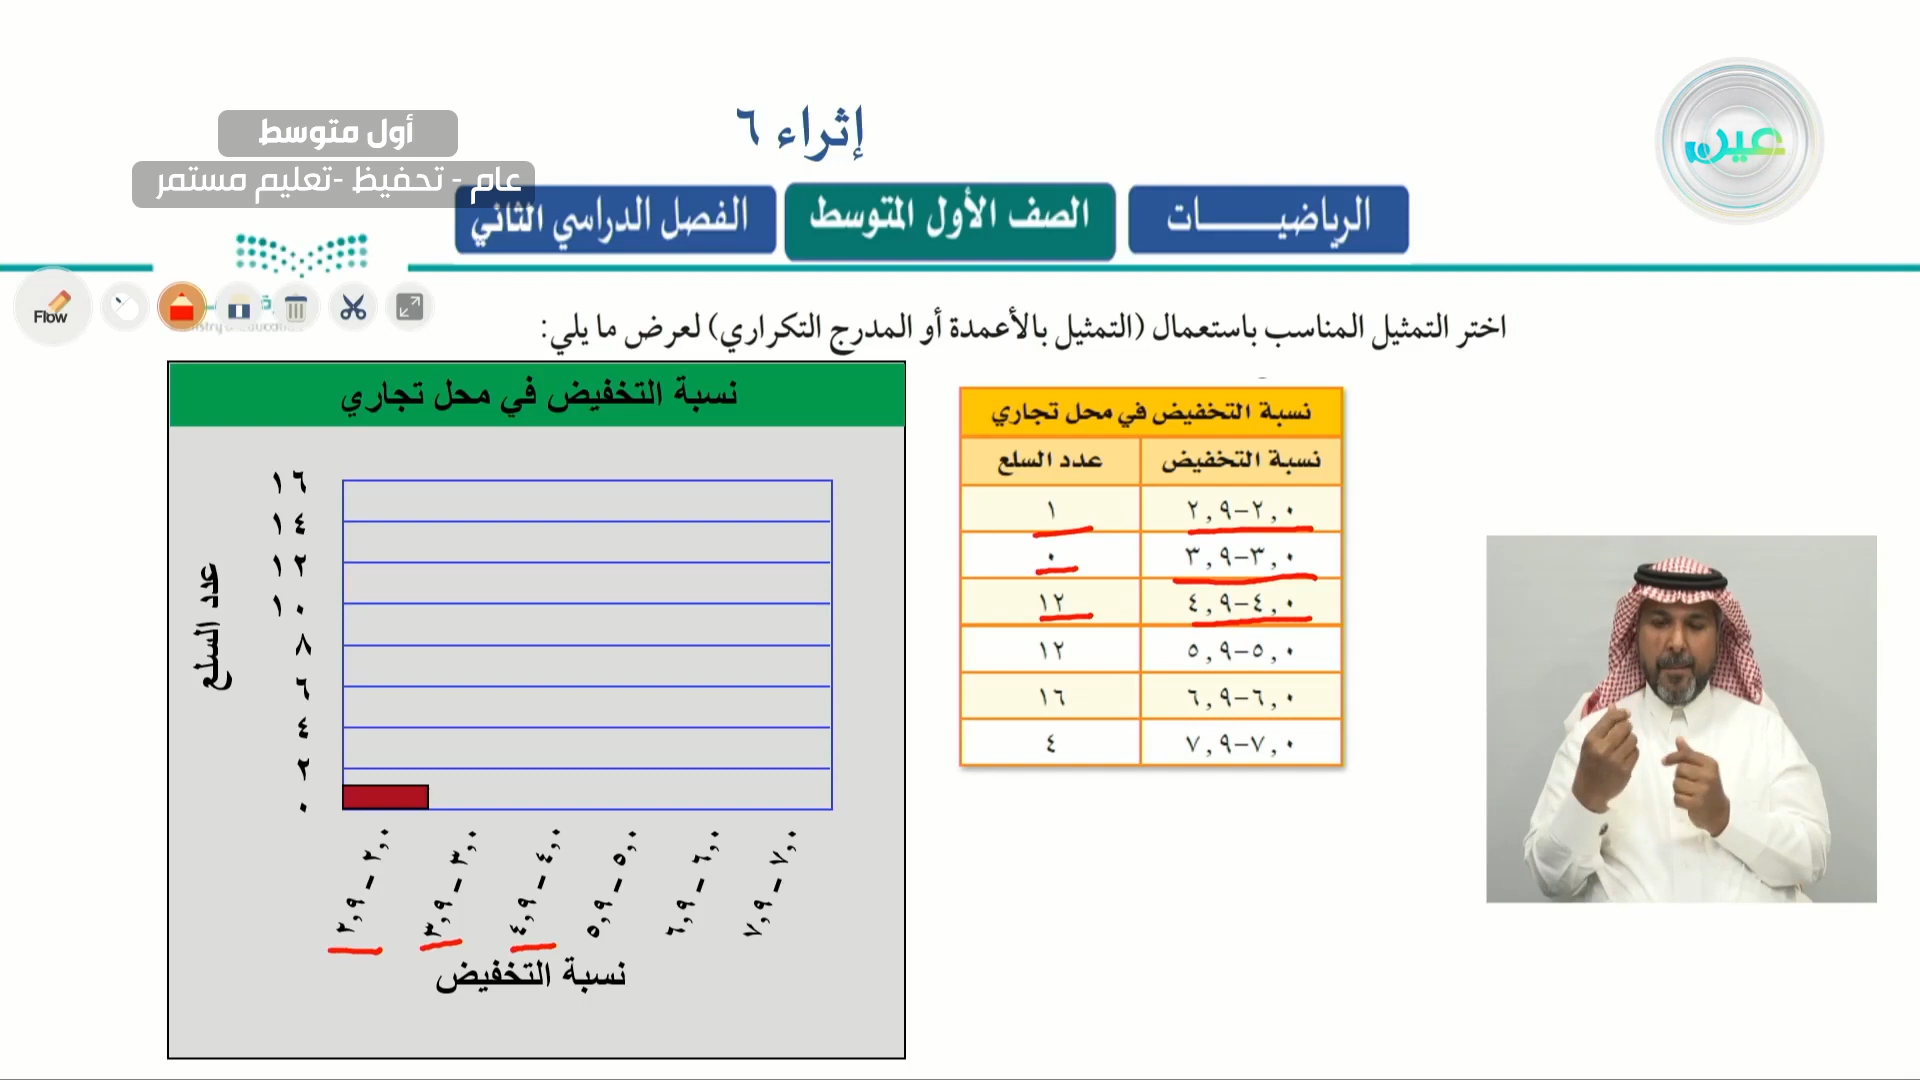 عين
إثراء ٦
أول متوسط
عام - تحفيظ -تعليم مستمر
الرياضيـــــات
الصف الأول المتوسط
الفصل الدراسي الثاني
Flow
اختر التمثيل المناسب باستعمال (التمثيل بالأعمدة أو المدرج التكراري) لعرض ما يلي:
نسبة التخفيض في محل تجاري
نسبة التخفيض عدد السلع
٢,٠–٢,٩ ١
٣,٠–٣,٩ ٠
٤,٠–٤,٩ ١٢
٥,٠–٥,٩ ١٢
٦,٠–٦,٩ ١٦
٧,٠–٧,٩ ٤
نسبة التخفيض في محل تجاري
عدد السلع
١٦
١٤
١٢
١٠
٨
٦
٤
٢
٠
٢,٠ – ٢,٩
٣,٠ – ٣,٩
٤,٠ – ٤,٩
٥,٠ – ٥,٩
٦,٠ – ٦,٩
٧,٠ – ٧,٩
نسبة التخفيض